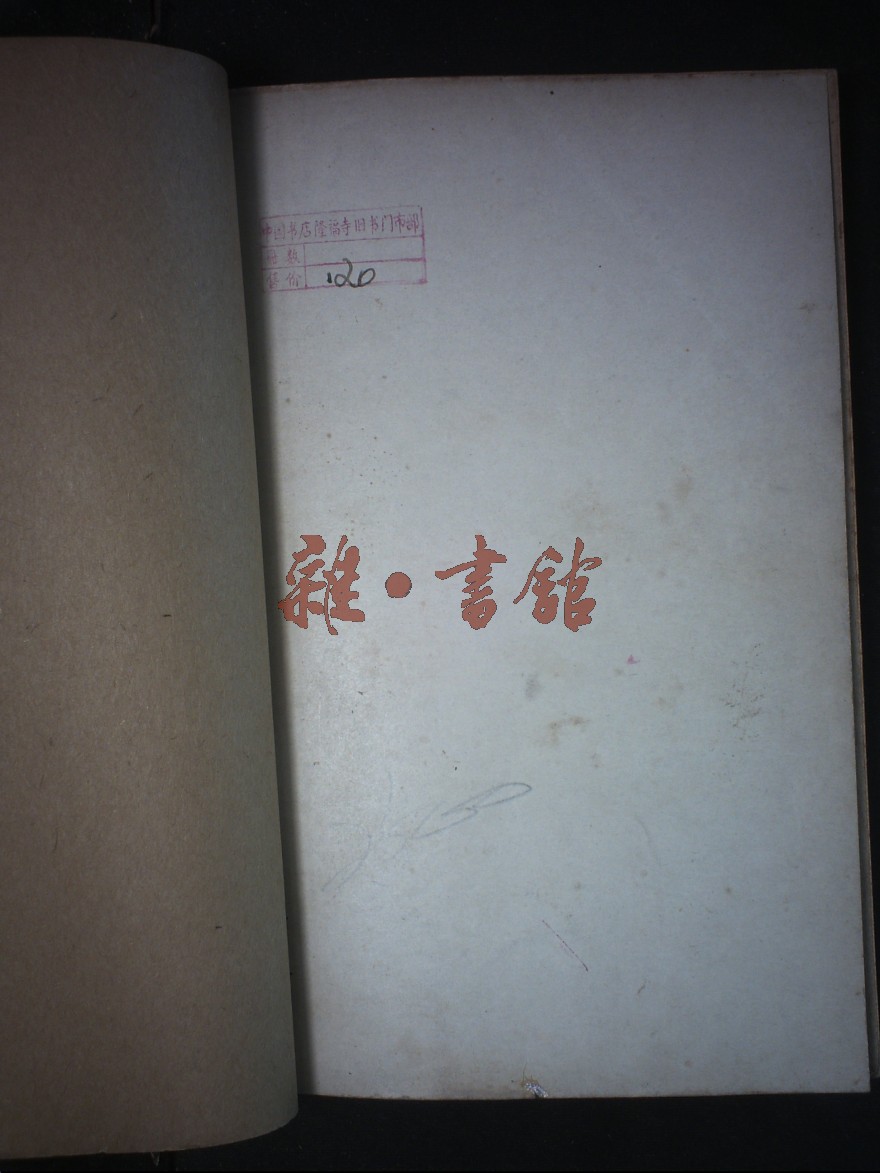 中国书店隆福寺旧书门市部
册数
售价 1.20
雜·書館